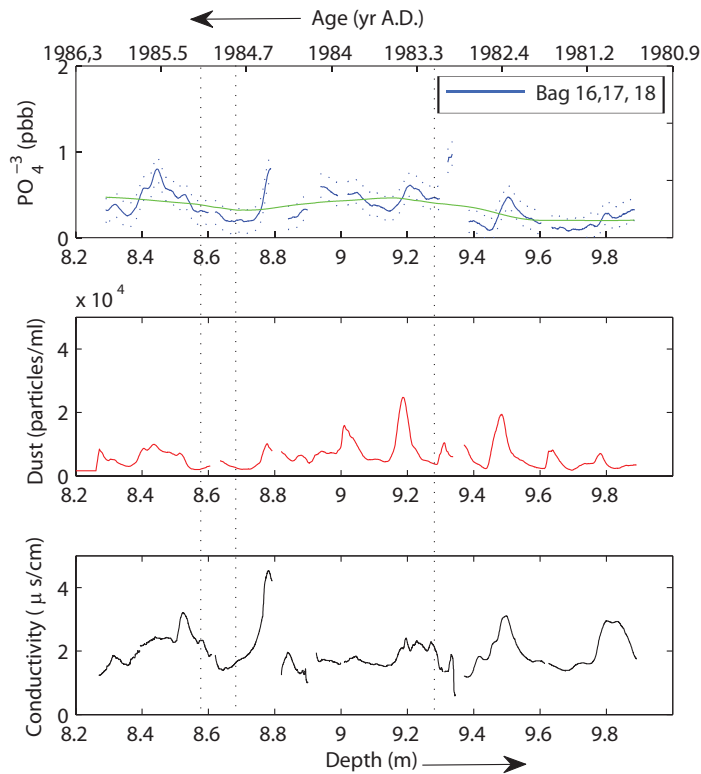 Age (yr A.D.)
1986,3 1985.5 1984.7 1984 1983.3 1982.4 1981.2 1980.9
Bag 16,17, 18
PO4−3 (pbb)
2
1
0
8.2 8.4 8.6 8.8 9 9.2 9.4 9.6 9.8
x 10 4
Dust (particles/ml)
4
2
0
8.2 8.4 8.6 8.8 9 9.2 9.4 9.6 9.8
Conductivity ( μ s/cm)
4
2
0
8.2 8.4 8.6 8.8 9 9.2 9.4 9.6 9.8
Depth (m)